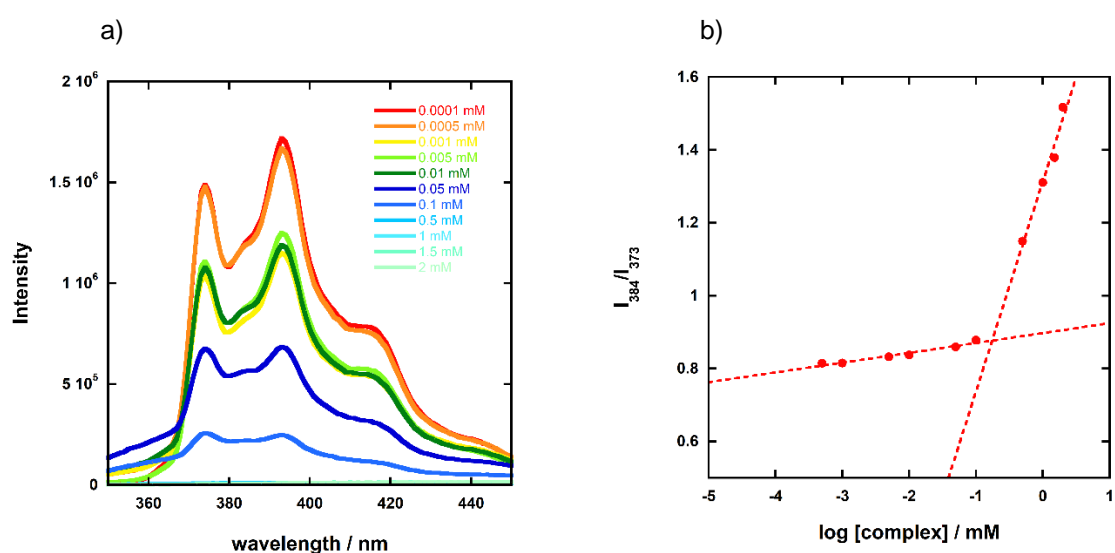 a)
2 10⁶
1.5 10⁶
1 10⁶
5 10⁵
0
Intensity
0.0001 mM
0.0005 mM
0.001 mM
0.005 mM
0.01 mM
0.05 mM
0.1 mM
0.5 mM
1 mM
1.5 mM
2 mM
360 380 400 420 440
wavelength / nm
b)
1.6
1.4
1.2
1
0.8
0.6
I₃₈₄/I₃₇₃
-5 -4 -3 -2 -1 0 1
log [complex] / mM